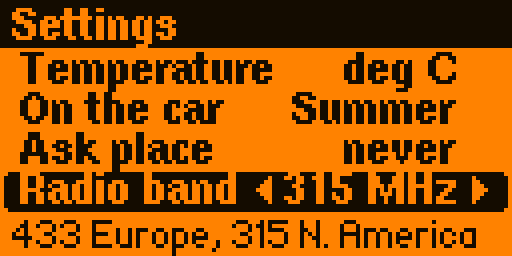 Settings
Temperature deg C
On the car Summer
Ask place never
Radio band 315 MHz
433 Europe, 315 N. America